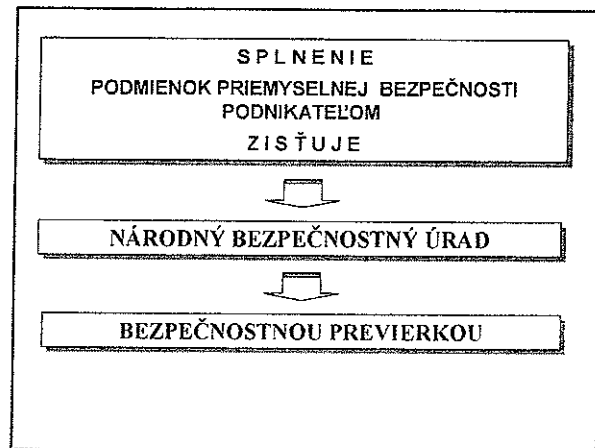 SPLNENIE
PODMIENOK PRIEMYSELNEJ BEZPEČNOSTI
PODNIKATEĽOM
ZISŤUJE
NÁRODNÝ BEZPEČNOSTNÝ ÚRAD
BEZPEČNOSTNOU PREVIERKOU